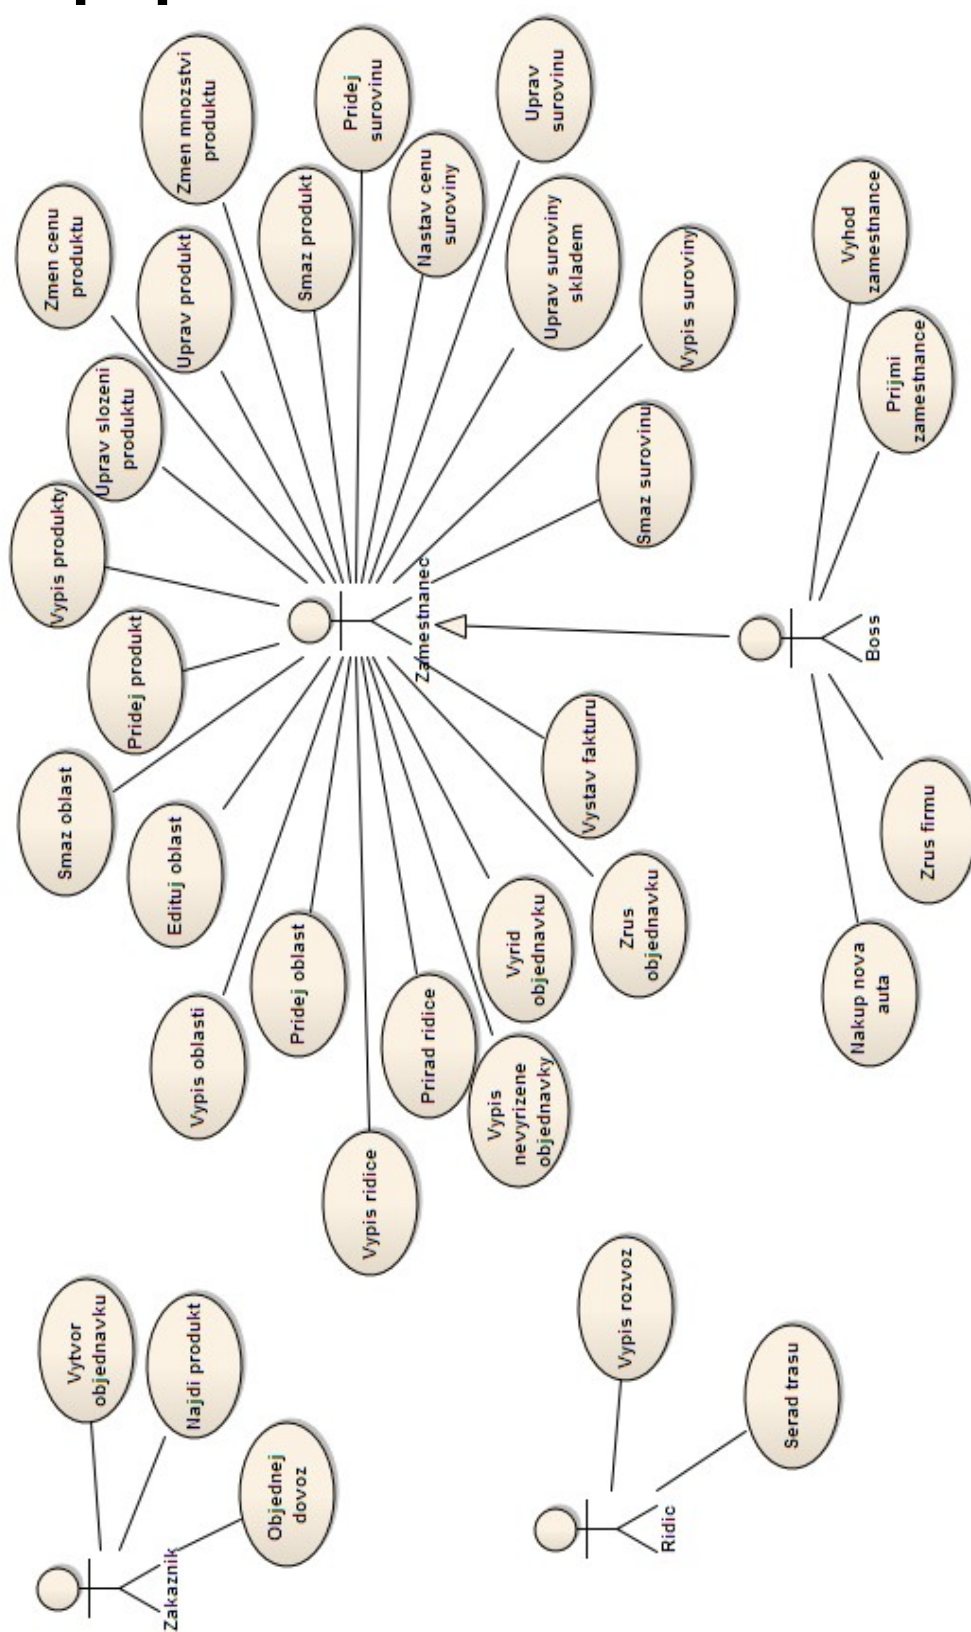 Vytvor
objednavku
Najdi produkt
Objednej
dovoz
Zakaznik
Vypis rozvoz
Serad trasu
Ridic
Smaz oblast
Edituj oblast
Vypis oblasti
Pridej oblast
Vypis ridice
Prirad ridice
Vypis
nevyrizene
objednavky
Vyrid
objednavku
Zrus
objednavku
Vystav fakturu
Zamestnanec
Pridej produkt
Vypis produkty
Uprav slozeni
produktu
Zmen cenu
produktu
Uprav produkt
Zmen mnozstvi
produktu
Smaz produkt
Pridej
surovinu
Nastav cenu
suroviny
Uprav
surovinu
Uprav suroviny
skladem
Vypis suroviny
Smaz surovinu
Boss
Nakup nova
auta
Zrus firmu
Prijmi
zamestnance
Vyhod
zamestnance